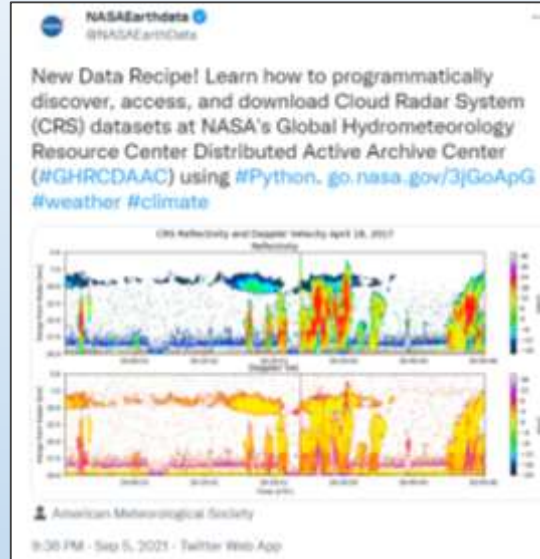 NASAEarthdata
@NASAEarthData
New Data Recipe! Learn how to programmatically
discover, access, and download Cloud Radar System
(CRS) datasets at NASA's Global Hydrometeorology
Resource Center Distributed Active Archive Center
(#GHRCDAAC) using #Python. go.nasa.gov/3jGoApG
#weather #climate
CRS Reflectivity and Doppler Velocity April 18, 2017
Reflectivity
Doppler Vel
American Meteorological Society
9:38 PM · Sep 5, 2021 · Twitter Web App